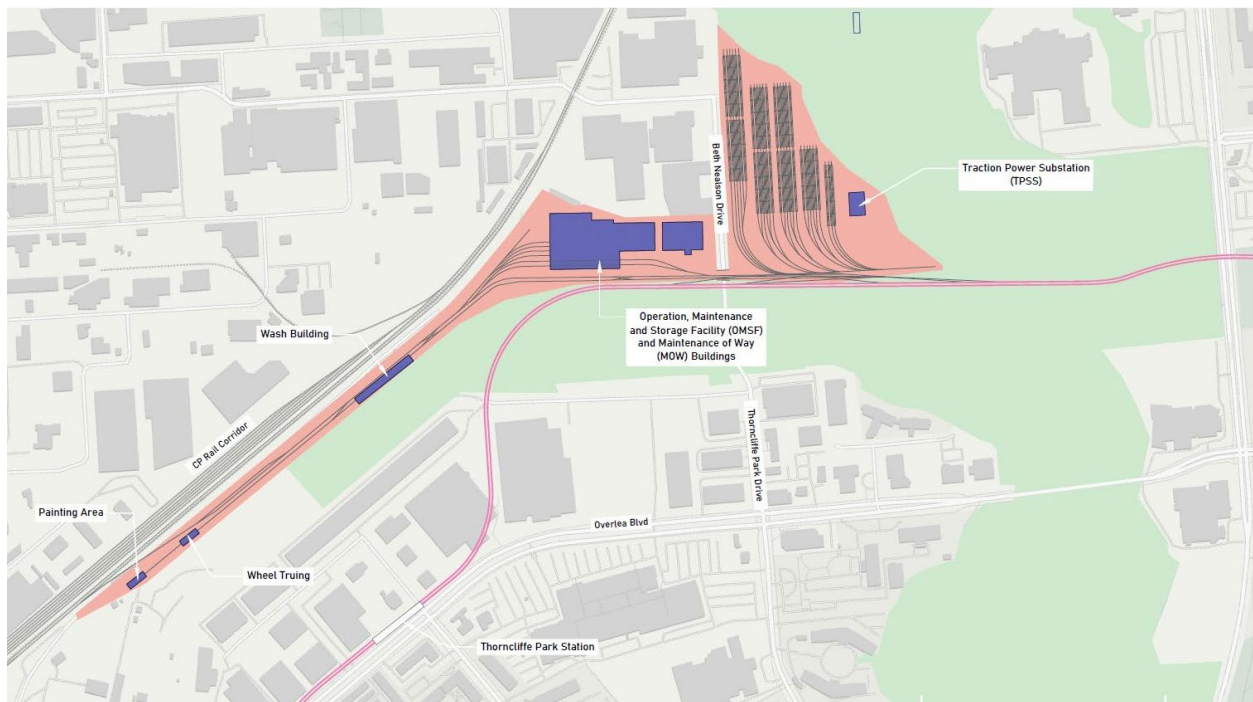 Beth Nealson Drive
Traction Power Substation
(TPSS)
Operation, Maintenance
and Storage Facility (OMSF)
and Maintenance of Way
(MOW) Buildings
Wash Building
CP Rail Corridor
Thorncliffe Park Drive
Painting Area
Overlea Blvd
Wheel Truing
Thorncliffe Park Station